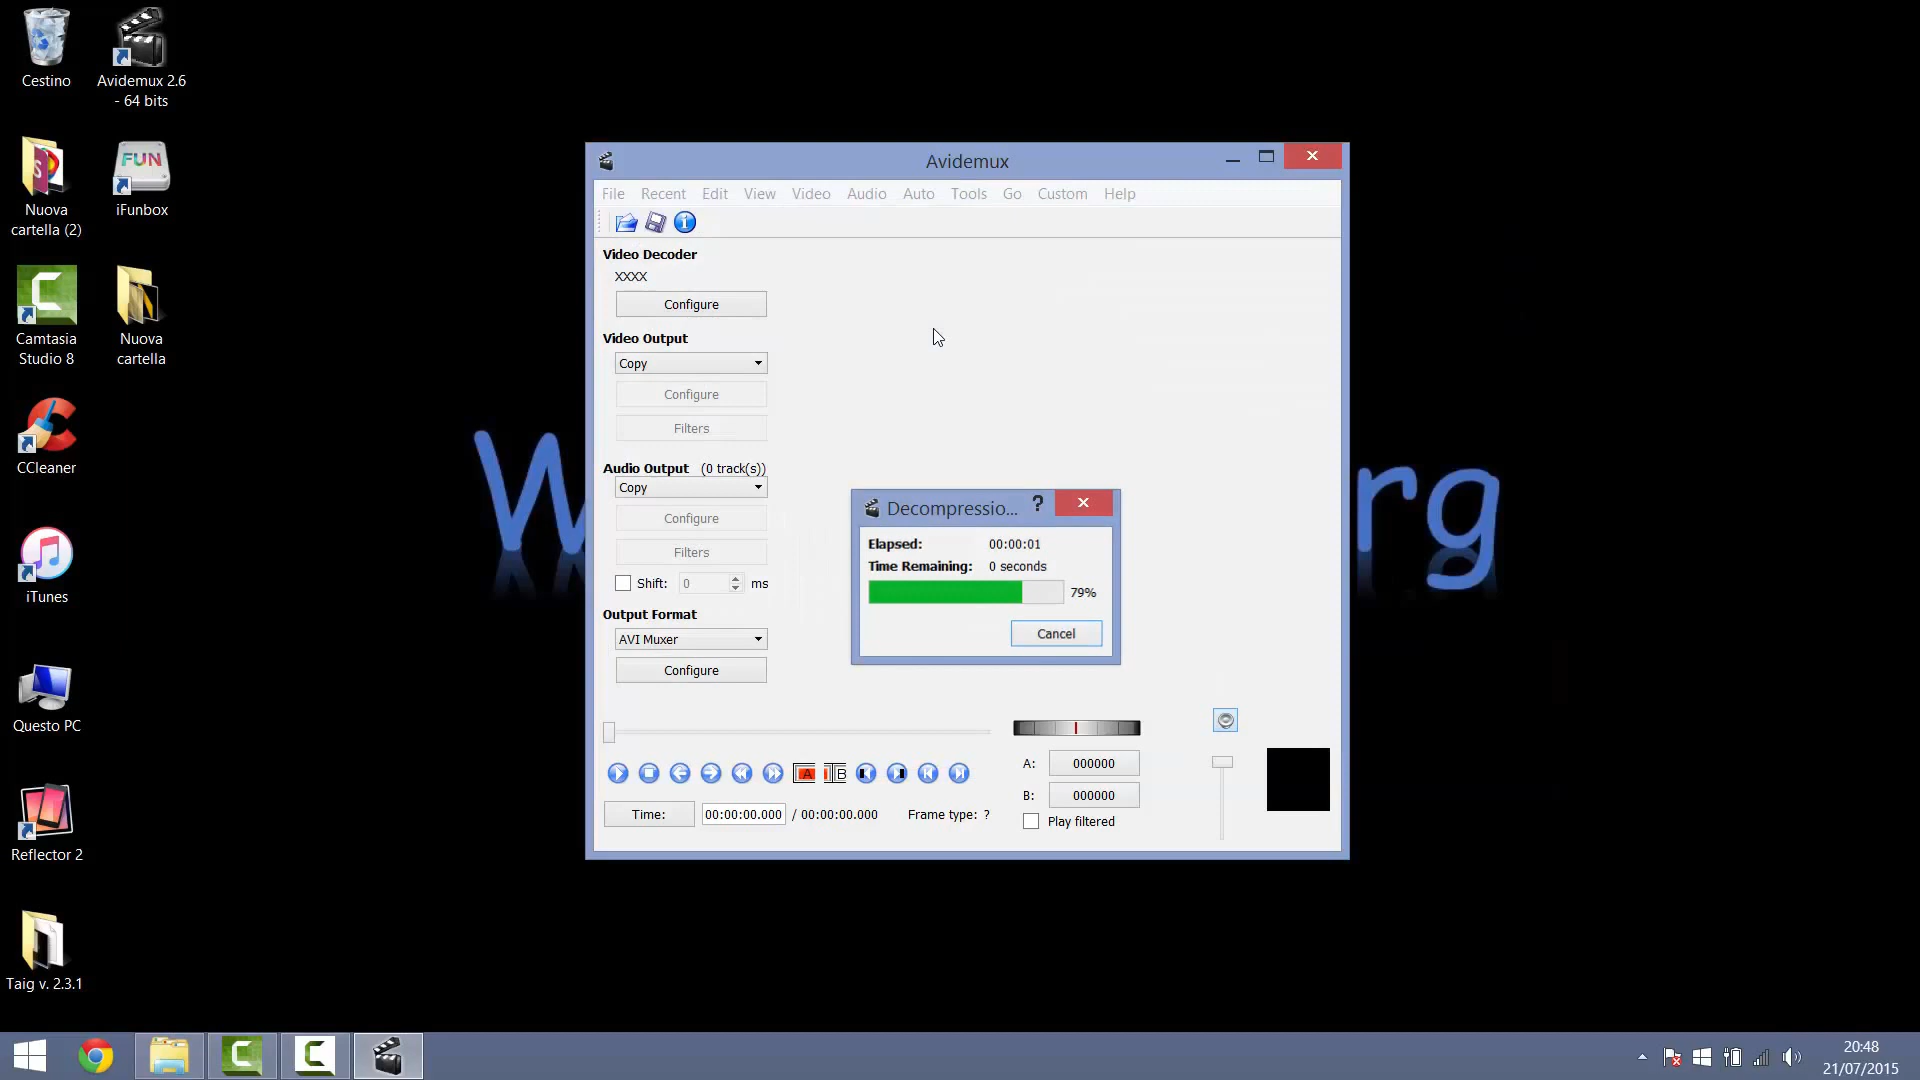 Cestino
Avidemux 2.6
- 64 bits
Nuova
cartella (2)
FUN
iFunbox
Camtasia
Studio 8
Nuova
cartella
CCleaner
iTunes
Questo PC
Reflector 2
Taig v. 2.3.1
W
rg
Avidemux
File Recent Edit View Video Audio Auto Tools Go Custom Help
Video Decoder
XXXX
Configure
Video Output
Copy
Configure
Filters
Audio Output (0 track(s))
Copy
Configure
Filters
Shift: 0 ms
Output Format
AVI Muxer
Configure
Decompressio... ?
Elapsed: 00:00:01
Time Remaining: 0 seconds
79%
Cancel
A B
A: 000000
B: 000000
Time: 00:00:00.000 / 00:00:00.000 Frame type: ?
Play filtered
20:48
21/07/2015